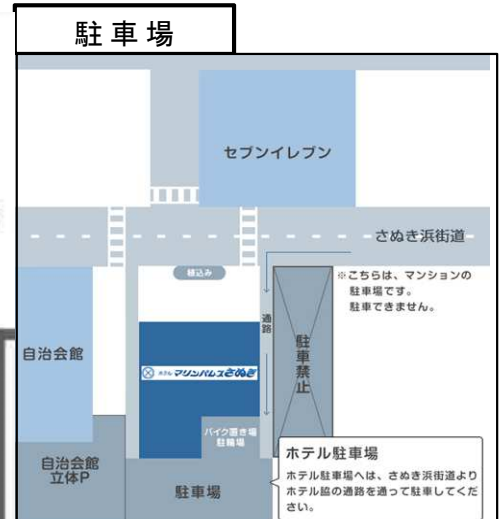 駐車場
セブンイレブン
さぬき浜街道
積込み
※こちらは、マンションの
駐車場です。
駐車できません。
通路
自治会館
駐車禁止
ホテル マリンパレスさぬき
バイク置き場
駐輪場
自治会館
立体P
駐車場
ホテル駐車場
ホテル駐車場へは、さぬき浜街道より
ホテル脇の通路を通って駐車してくだ
さい。